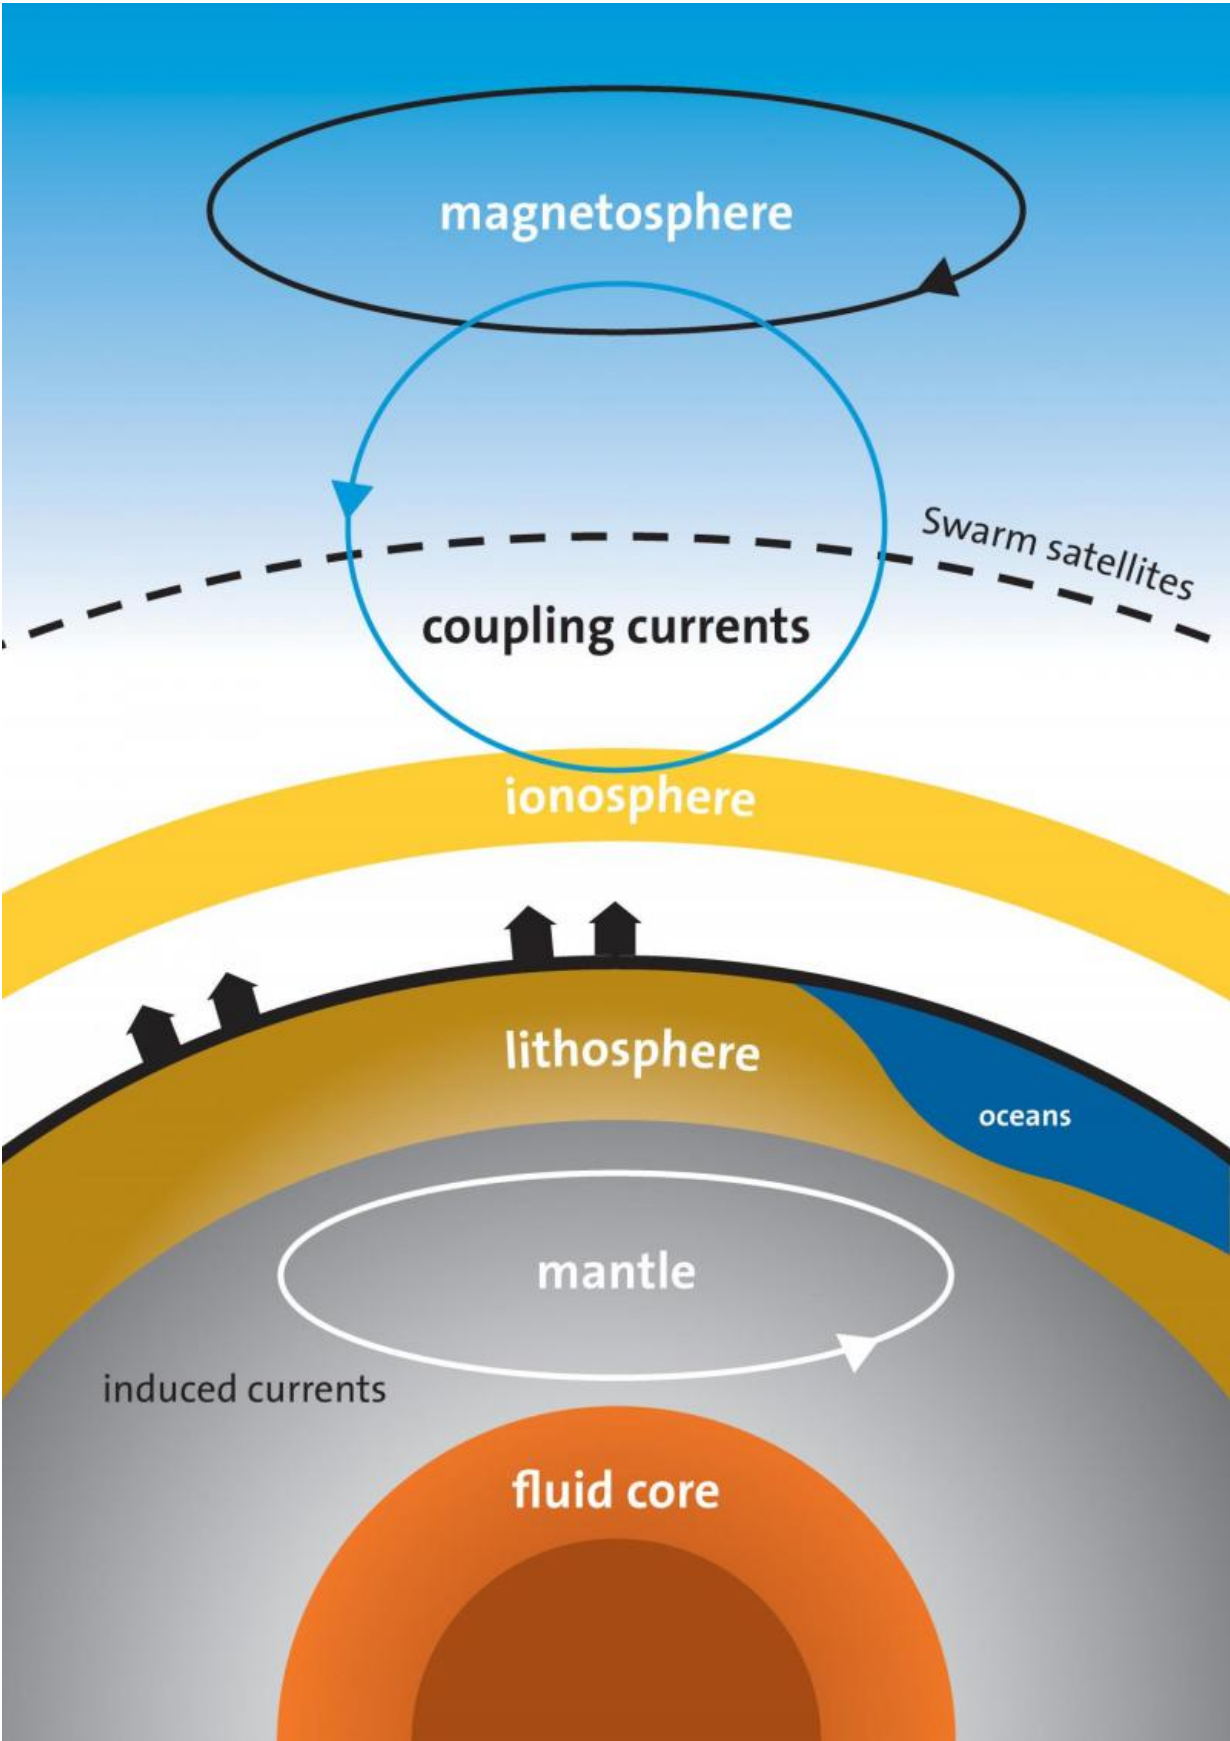 magnetosphere
Swarm satellites
coupling currents
ionosphere
lithosphere
oceans
mantle
induced currents
fluid core